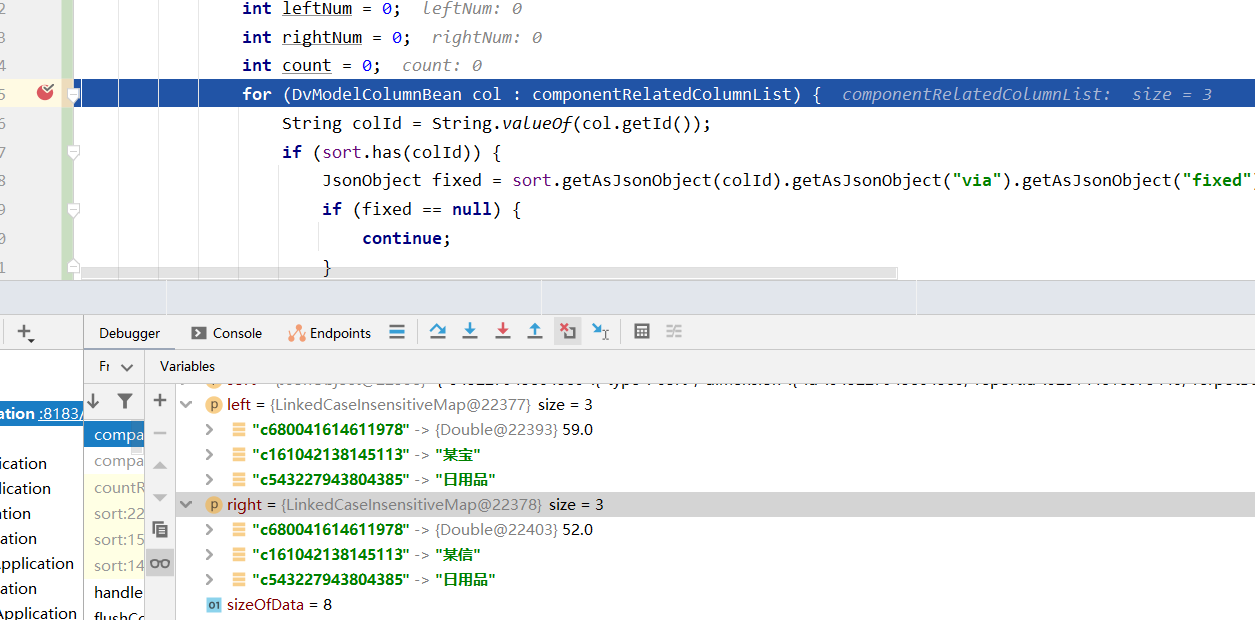 2 int leftNum = 0; leftNum: 0
3 int rightNum = 0; rightNum: 0
4 int count = 0; count: 0
5 for (DvModelColumnBean col : componentRelatedColumnList) { componentRelatedColumnList: size = 3
6 String colId = String.valueOf(col.getId());
7 if (sort.has(colId)) {
8 JsonObject fixed = sort.getAsJsonObject(colId).getAsJsonObject("via").getAsJsonObject("fixed"
9 if (fixed == null) {
0 continue;
1 }
Debugger Console Endpoints
Fr Variables
left = {LinkedCaseInsensitiveMap@22377} size = 3
ation :8183/
"c680041614611978" -> {Double@22393} 59.0
compa
"c161042138145113" -> "某宝"
ication
compa
"c543227943804385" -> "日用品"
lication
countR
right = {LinkedCaseInsensitiveMap@22378} size = 3
tion
sort:22
"c680041614611978" -> {Double@22403} 52.0
ation
sort:15
"c161042138145113" -> "某信"
pplication
sort:14
"c543227943804385" -> "日用品"
ation
handle
01 sizeOfData = 8
Application
flushCo